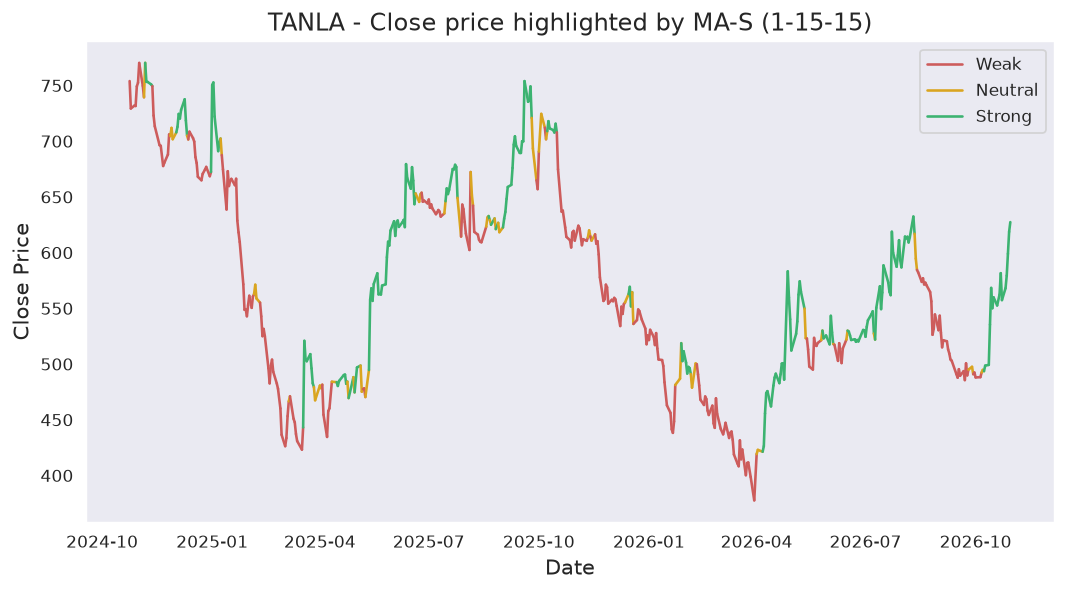 TANLA - Close price highlighted by MA-S (1-15-15)
Weak
Neutral
Strong
Close Price
750
700
650
600
550
500
450
400
2024-10 2025-01 2025-04 2025-07 2025-10 2026-01 2026-04 2026-07 2026-10
Date